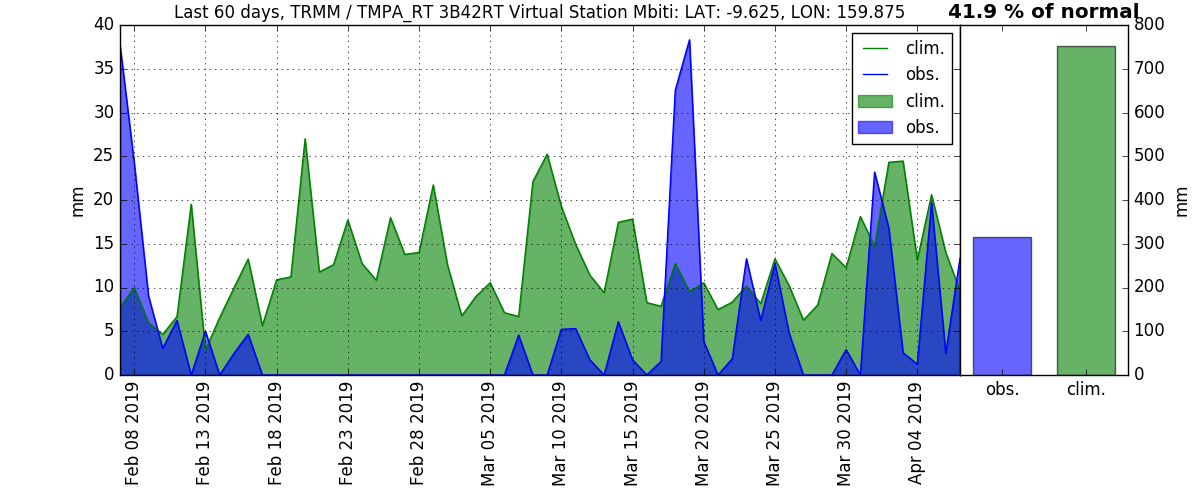 Last 60 days, TRMM / TMPA_RT 3B42RT Virtual Station Mbiti: LAT: -9.625, LON: 159.875
41.9 % of normal
40
35
30
25
20
15
10
5
0
mm
clim.
obs.
clim.
obs.
800
700
600
500
400
300
200
100
0
mm
obs.
clim.
Feb 08 2019
Feb 13 2019
Feb 18 2019
Feb 23 2019
Feb 28 2019
Mar 05 2019
Mar 10 2019
Mar 15 2019
Mar 20 2019
Mar 25 2019
Mar 30 2019
Apr 04 2019